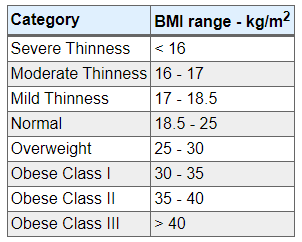 Category BMI range - kg/m²
Severe Thinness < 16
Moderate Thinness 16 - 17
Mild Thinness 17 - 18.5
Normal 18.5 - 25
Overweight 25 - 30
Obese Class I 30 - 35
Obese Class II 35 - 40
Obese Class III > 40